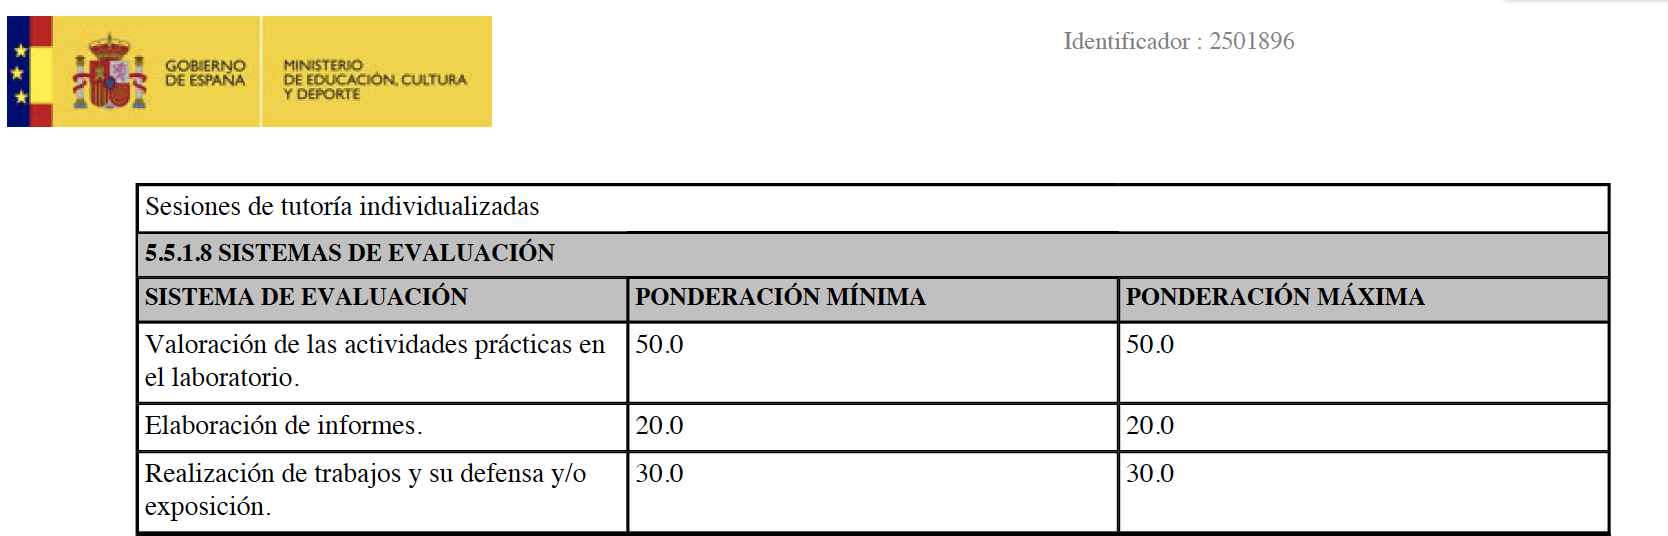 GOBIERNO
DE ESPAÑA
MINISTERIO
DE EDUCACIÓN, CULTURA
Y DEPORTE
Identificador : 2501896
Sesiones de tutoría individualizadas
5.5.1.8 SISTEMAS DE EVALUACIÓN
SISTEMA DE EVALUACIÓN PONDERACIÓN MÍNIMA PONDERACIÓN MÁXIMA
Valoración de las actividades prácticas en 50.0 50.0
el laboratorio.
Elaboración de informes. 20.0 20.0
Realización de trabajos y su defensa y/o 30.0 30.0
exposición.